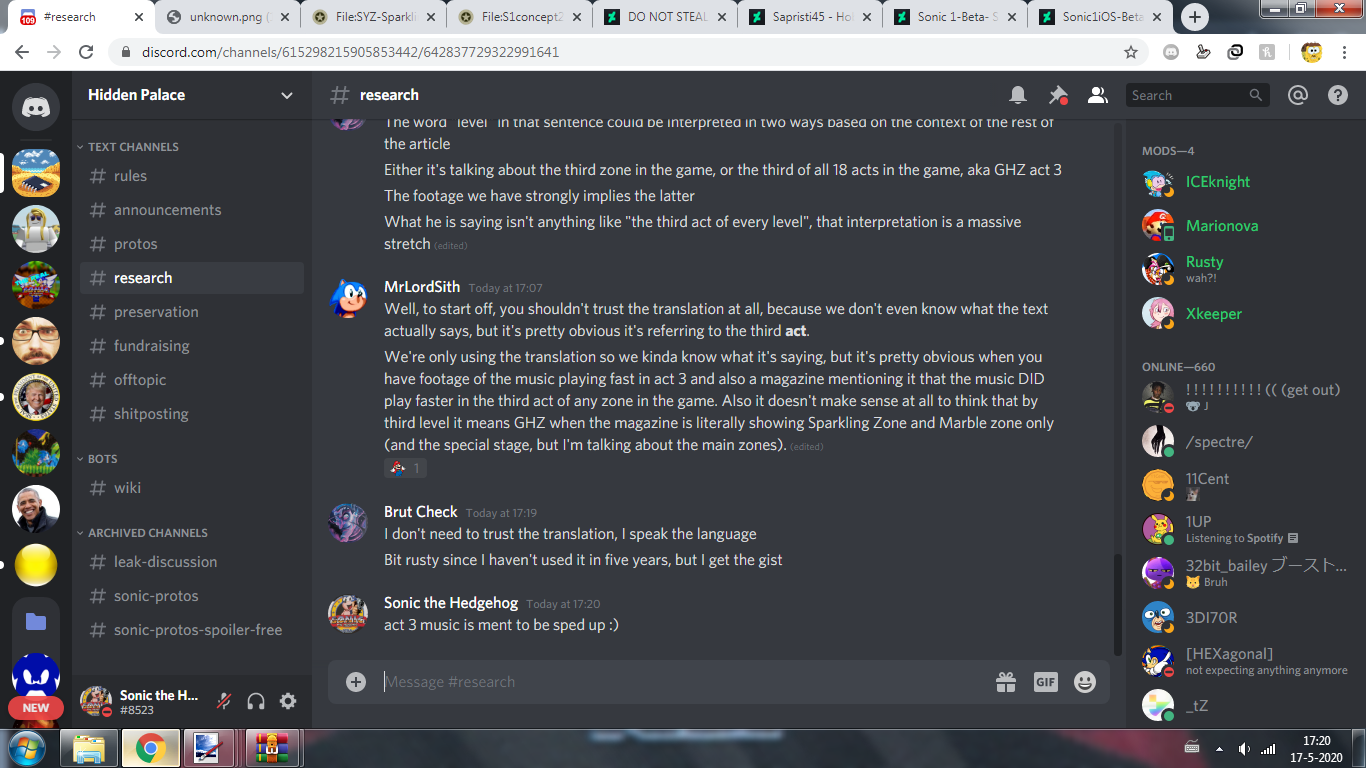 #research
unknown.png (
File:SYZ-Sparkli
File:S1concept2
DO NOT STEAL
Sapristi45 - Ho
Sonic 1-Beta- S
Sonic1iOS-Beta
discord.com/channels/615298215905853442/642837729322991641
Hidden Palace
research
Search
TEXT CHANNELS
rules
announcements
protos
research
preservation
fundraising
offtopic
shitposting
BOTS
wiki
ARCHIVED CHANNELS
leak-discussion
sonic-protos
sonic-protos-spoiler-free
NEW
Sonic the H...
#8523
The word "level" in that sentence could be interpreted in two ways based on the context of the rest of
the article
Either it's talking about the third zone in the game, or the third of all 18 acts in the game, aka GHZ act 3
The footage we have strongly implies the latter
What he is saying isn't anything like "the third act of every level", that interpretation is a massive
stretch (edited)
MrLordSith Today at 17:07
Well, to start off, you shouldn't trust the translation at all, because we don't even know what the text
actually says, but it's pretty obvious it's referring to the third act.
We're only using the translation so we kinda know what it's saying, but it's pretty obvious when you
have footage of the music playing fast in act 3 and also a magazine mentioning it that the music DID
play faster in the third act of any zone in the game. Also it doesn't make sense at all to think that by
third level it means GHZ when the magazine is literally showing Sparkling Zone and Marble zone only
(and the special stage, but I'm talking about the main zones). (edited)
1
Brut Check Today at 17:19
I don't need to trust the translation, I speak the language
Bit rusty since I haven't used it in five years, but I get the gist
Sonic the Hedgehog Today at 17:20
act 3 music is ment to be sped up :)
Message #research
GIF
MODS—4
ICEknight
Marionova
Rusty
wah?!
Xkeeper
ONLINE—660
! ! ! ! ! ! ! ! ! ! (( (get out)
J
/spectre/
11Cent
1UP
Listening to Spotify
32bit_bailey ブースト...
Bruh
3DI70R
[HEXagonal]
not expecting anything anymore
_tZ
17:20
17-5-2020